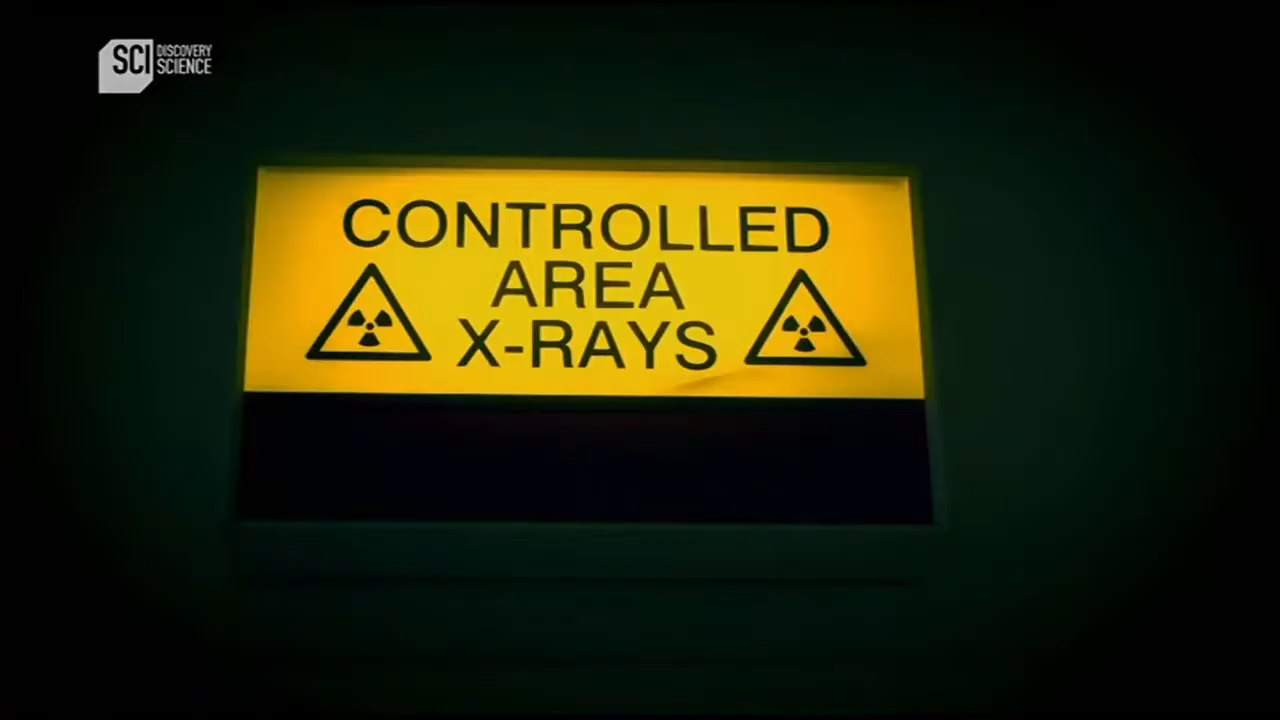 SCI DISCOVERY
SCIENCE
CONTROLLED
AREA
X-RAYS